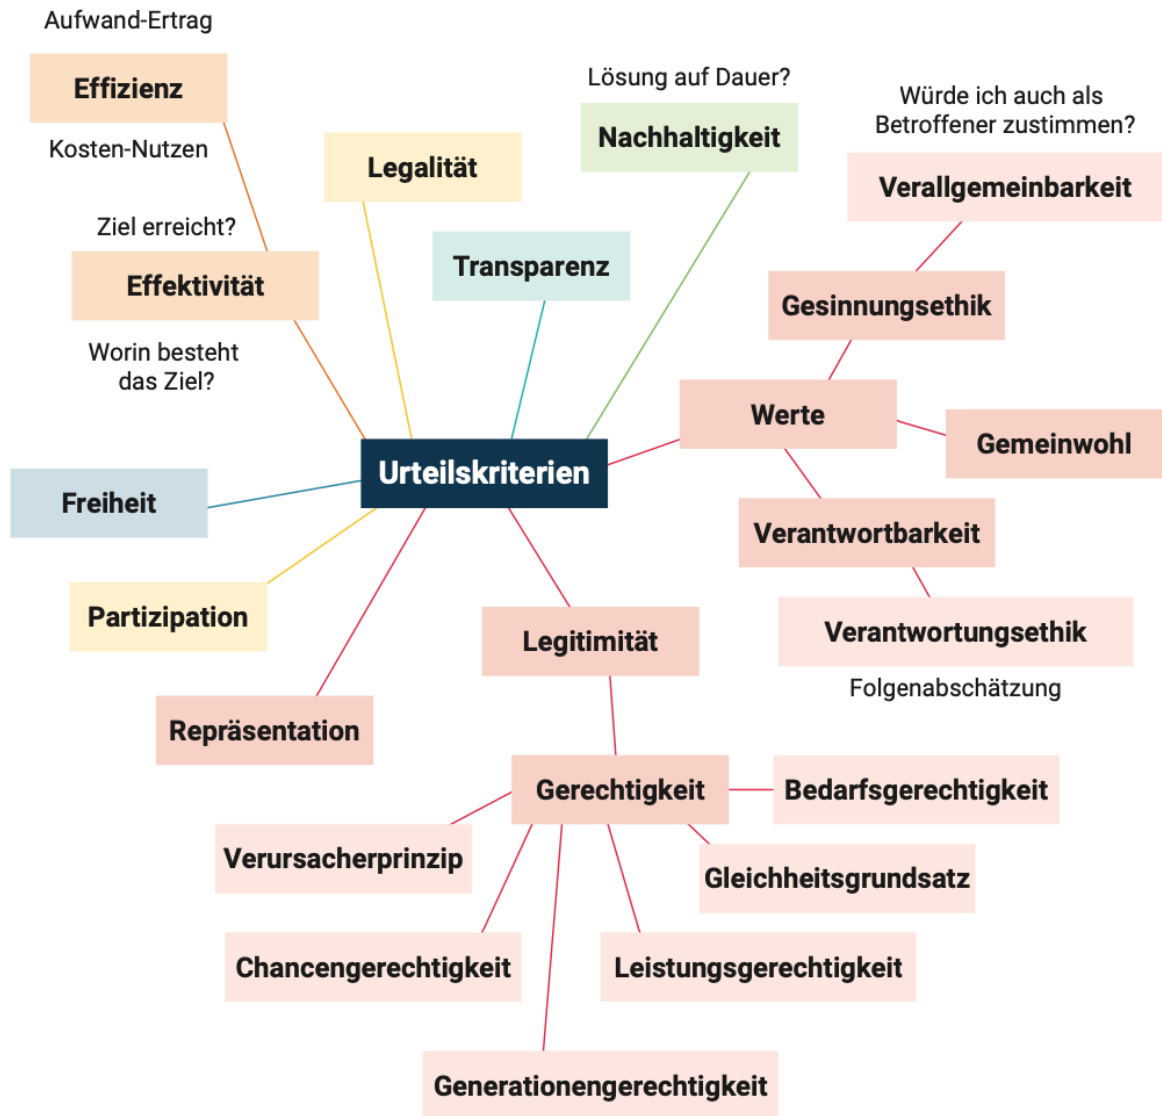 Aufwand-Ertrag
Effizienz
Kosten-Nutzen
Ziel erreicht?
Effektivität
Worin besteht
das Ziel?
Legalität
Transparenz
Lösung auf Dauer?
Nachhaltigkeit
Würde ich auch als
Betroffener zustimmen?
Verallgemeinbarkeit
Gesinnungsethik
Werte
Gemeinwohl
Verantwortbarkeit
Verantwortungsethik
Folgenabschätzung
Urteilskriterien
Freiheit
Partizipation
Repräsentation
Legitimität
Gerechtigkeit
Bedarfsgerechtigkeit
Verursacherprinzip
Gleichheitsgrundsatz
Chancengerechtigkeit
Leistungsgerechtigkeit
Generationengerechtigkeit